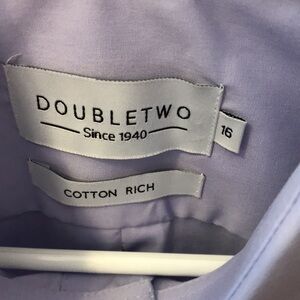 DOUBLETWO
Since 1940
16
COTTON RICH